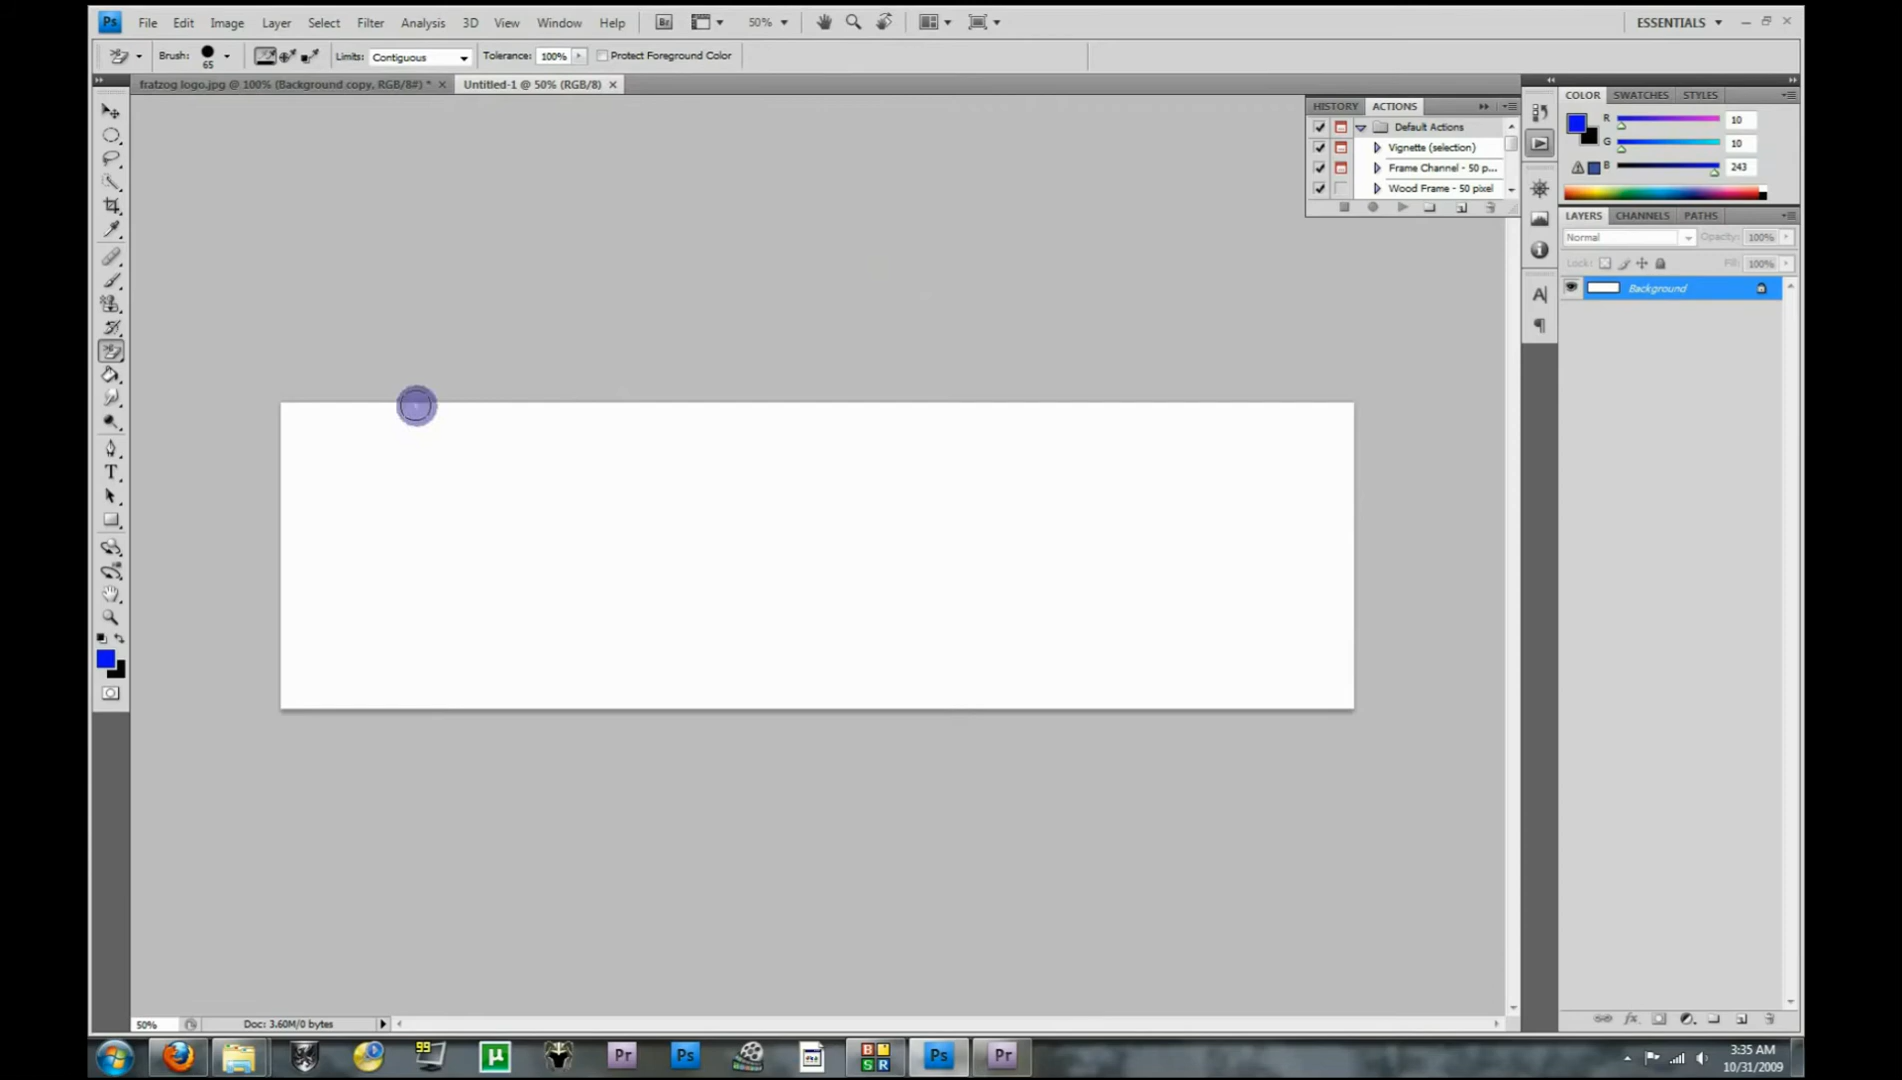 Ps File Edit Image Layer Select Filter Analysis 3D View Window Help Br 50% ESSENTIALS
Brush: 65 Limits: Contiguous Tolerance: 100% Protect Foreground Color
fratzog logo.jpg @ 100% (Background copy, RGB/8#) * Untitled-1 @ 50% (RGB/8)
HISTORY ACTIONS
Default Actions
Vignette (selection)
Frame Channel - 50 p...
Wood Frame - 50 pixel
COLOR SWATCHES STYLES
R 10
G 10
B 243
LAYERS CHANNELS PATHS
Normal Opacity: 100%
Lock: Fill: 100%
Background
T
A
50% Doc: 3.60M/0 bytes
99 µ Pr Ps B S R Ps Pr
3:35 AM
10/31/2009